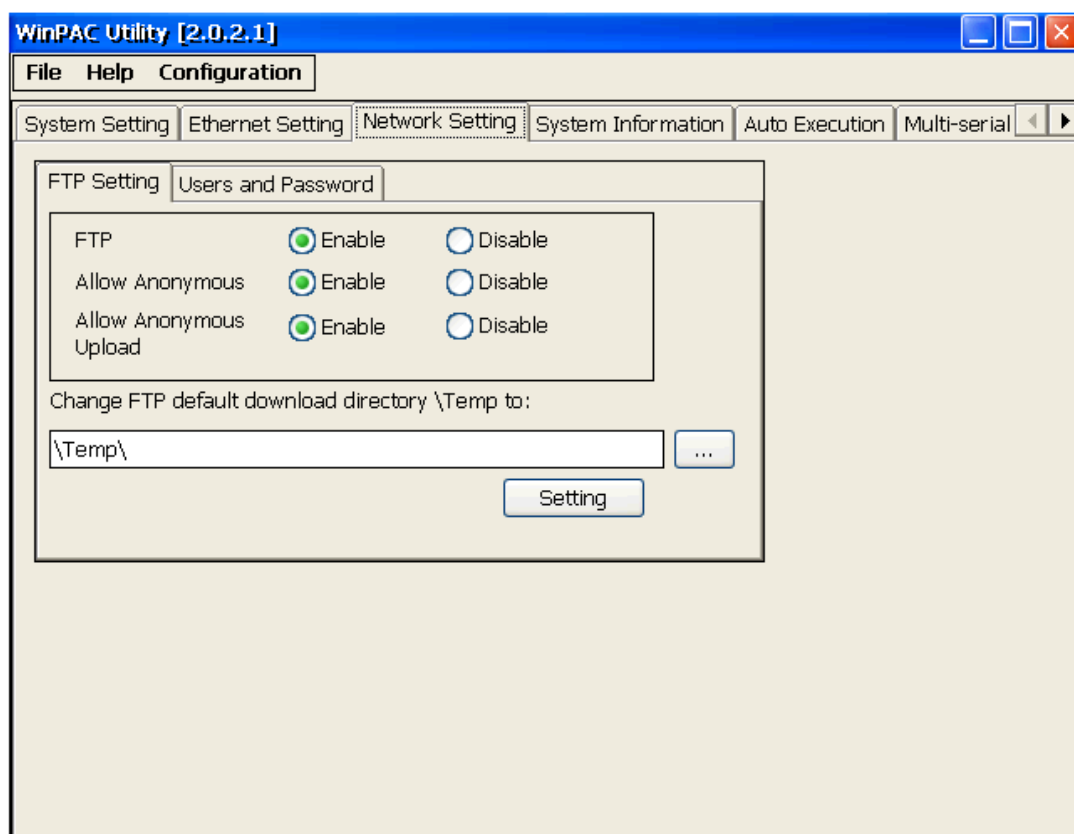 WinPAC Utility [2.0.2.1]
File Help Configuration
System Setting Ethernet Setting Network Setting System Information Auto Execution Multi-serial
FTP Setting Users and Password
FTP Enable Disable
Allow Anonymous Enable Disable
Allow Anonymous Upload Enable Disable
Change FTP default download directory \Temp to:
\Temp\ ...
Setting